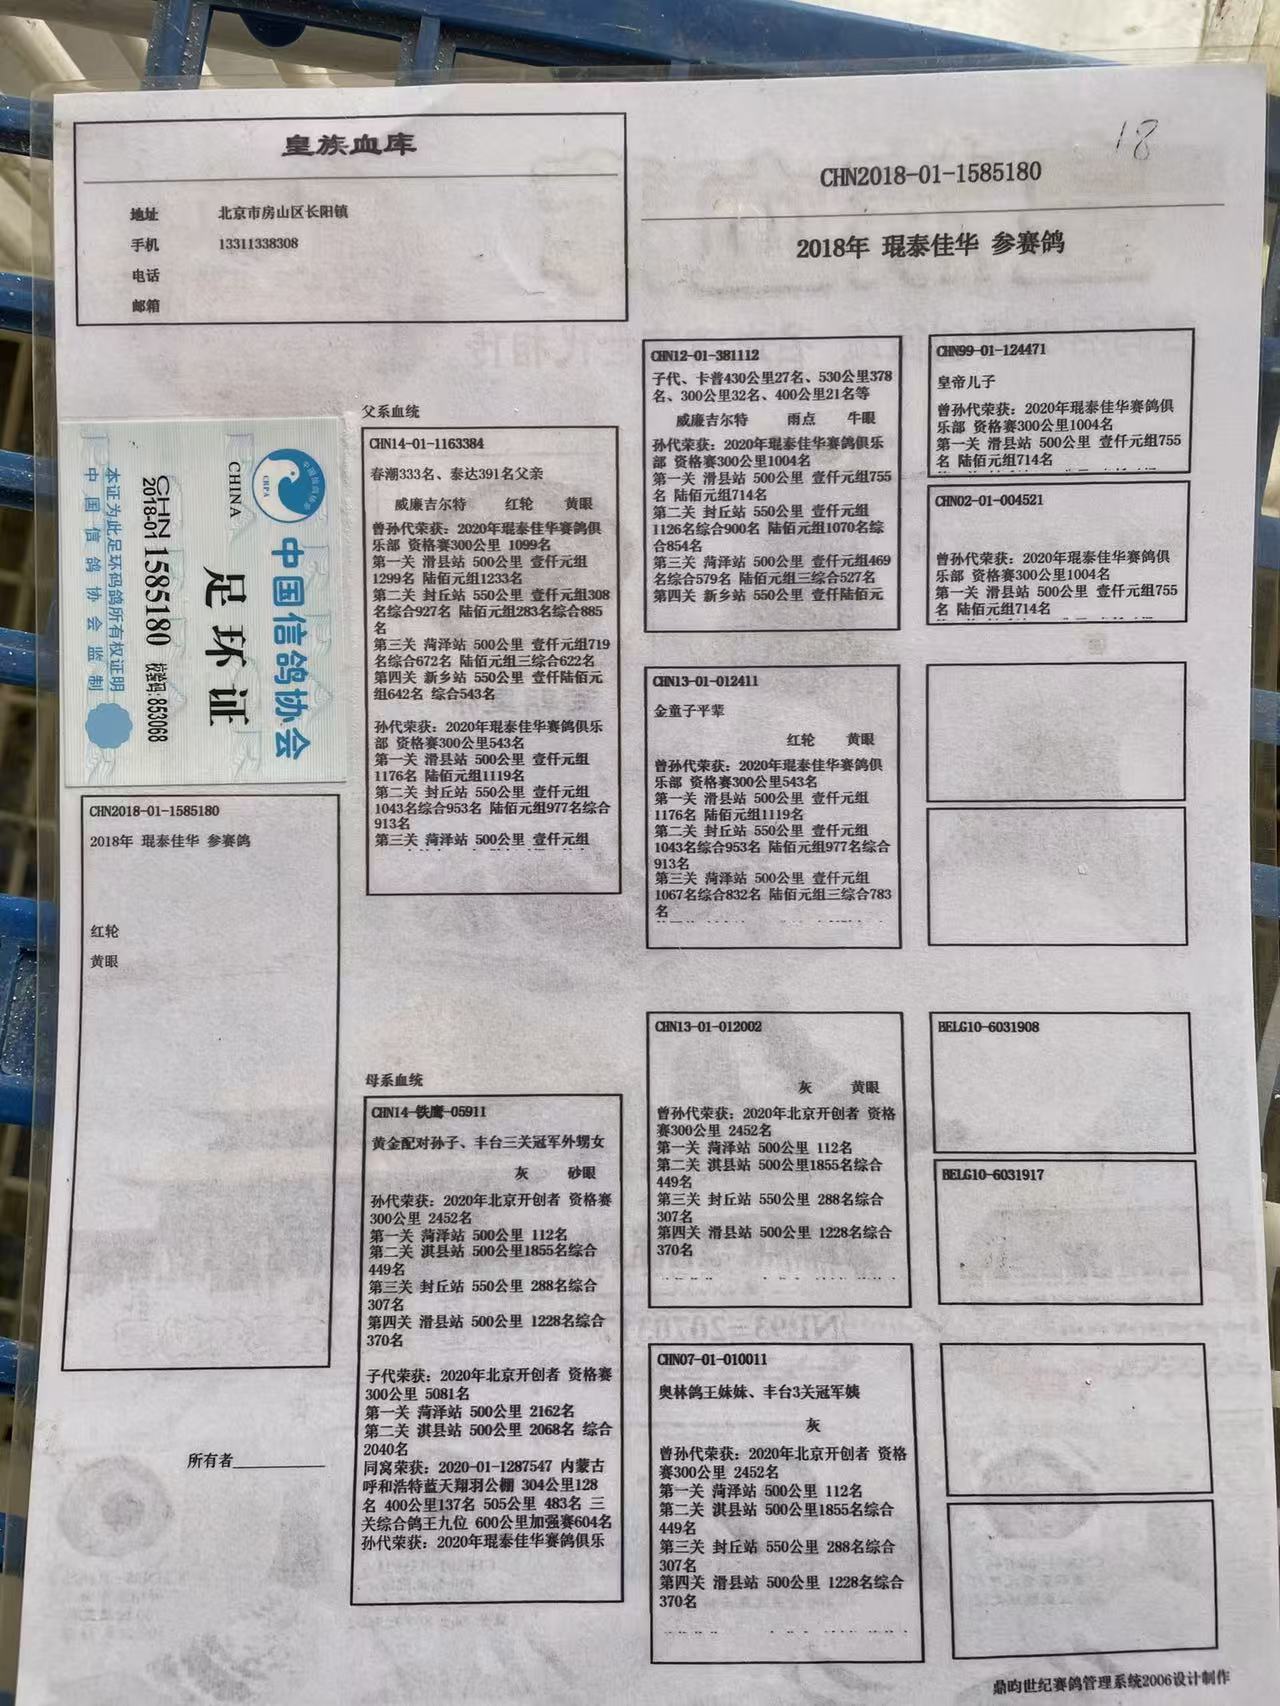 皇族血库
地址 北京市房山区长阳镇
手机 13311338308
电话
邮箱
18
CHN2018-01-1585180
2018年 琨泰佳华 参赛鸽
中国信鸽协会
足环证
CHINA
CHRPA
CHN
2018-01 1585180 校验码:853068
本证为此足环码鸽所有权证明
中国信鸽协会监制
CHN2018-01-1585180
2018年 琨泰佳华 参赛鸽
红轮
黄眼
所有者
父系血统
CHN14-01-1163384
春潮333名、泰达391名父亲
威廉吉尔特 红轮 黄眼
曾孙代荣获：2020年琨泰佳华赛鸽俱
乐部 资格赛300公里 1099名
第一关 滑县站 500公里 壹仟元组
1299名 陆佰元组1233名
第二关 封丘站 550公里 壹仟元组308
名综合927名 陆佰元组283名综合885
名
第三关 菏泽站 500公里 壹仟元组719
名综合672名 陆佰元组三综合622名
第四关 新乡站 550公里 壹仟陆佰元
组642名 综合543名
孙代荣获：2020年琨泰佳华赛鸽俱乐
部 资格赛300公里543名
第一关 滑县站 500公里 壹仟元组
1176名 陆佰元组1119名
第二关 封丘站 550公里 壹仟元组
1043名综合953名 陆佰元组977名综合
913名
第三关 菏泽站 500公里 壹仟元组
母系血统
CHN14-铁鹰-05911
黄金配对孙子、丰台三关冠军外甥女
灰 砂眼
孙代荣获：2020年北京开创者 资格赛
300公里 2452名
第一关 菏泽站 500公里 112名
第二关 淇县站 500公里1855名综合
449名
第三关 封丘站 550公里 288名综合
307名
第四关 滑县站 500公里 1228名综合
370名
子代荣获：2020年北京开创者 资格赛
300公里 5081名
第一关 菏泽站 500公里 2162名
第二关 淇县站 500公里 2068名 综合
2040名
同窝荣获：2020-01-1287547 内蒙古
呼和浩特蓝天翔羽公棚 304公里128
名 400公里137名 505公里 483名 三
关综合鸽王九位 600公里加强赛604名
孙代荣获：2020年琨泰佳华赛鸽俱乐
CHN12-01-381112
子代、卡普430公里27名、530公里378
名、300公里32名、400公里21名等
威廉吉尔特 雨点 牛眼
曾孙代荣获：2020年琨泰佳华赛鸽俱乐
部 资格赛300公里1004名
第一关 滑县站 500公里 壹仟元组755
名 陆佰元组714名
第二关 封丘站 550公里 壹仟元组
1126名综合900名 陆佰元组1070名综
合854名
第三关 菏泽站 500公里 壹仟元组469
名综合579名 陆佰元组三综合527名
第四关 新乡站 550公里 壹仟陆佰元
CHN13-01-012411
金童子平辈
红轮 黄眼
曾孙代荣获：2020年琨泰佳华赛鸽俱
乐部 资格赛300公里543名
第一关 滑县站 500公里 壹仟元组
1176名 陆佰元组1119名
第二关 封丘站 550公里 壹仟元组
1043名综合953名 陆佰元组977名综合
913名
第三关 菏泽站 500公里 壹仟元组
1067名综合832名 陆佰元组三综合783
名
CHN13-01-012002
灰 黄眼
曾孙代荣获：2020年北京开创者 资格
赛300公里 2452名
第一关 菏泽站 500公里 112名
第二关 淇县站 500公里1855名综合
449名
第三关 封丘站 550公里 288名综合
307名
第四关 滑县站 500公里 1228名综合
370名
CHN07-01-010011
奥林鸽王妹妹、丰台3关冠军姨
灰
曾孙代荣获：2020年北京开创者 资格
赛300公里 2452名
第一关 菏泽站 500公里 112名
第二关 淇县站 500公里1855名综合
449名
第三关 封丘站 550公里 288名综合
307名
第四关 滑县站 500公里 1228名综合
370名
CHN99-01-124471
皇帝儿子
曾孙代荣获：2020年琨泰佳华赛鸽俱
乐部 资格赛300公里1004名
第一关 滑县站 500公里 壹仟元组755
名 陆佰元组714名
CHN02-01-004521
曾孙代荣获：2020年琨泰佳华赛鸽俱
乐部 资格赛300公里1004名
第一关 滑县站 500公里 壹仟元组755
名 陆佰元组714名
BELG10-6031908
BELG10-6031917
鼎昀世纪赛鸽管理系统2006设计制作